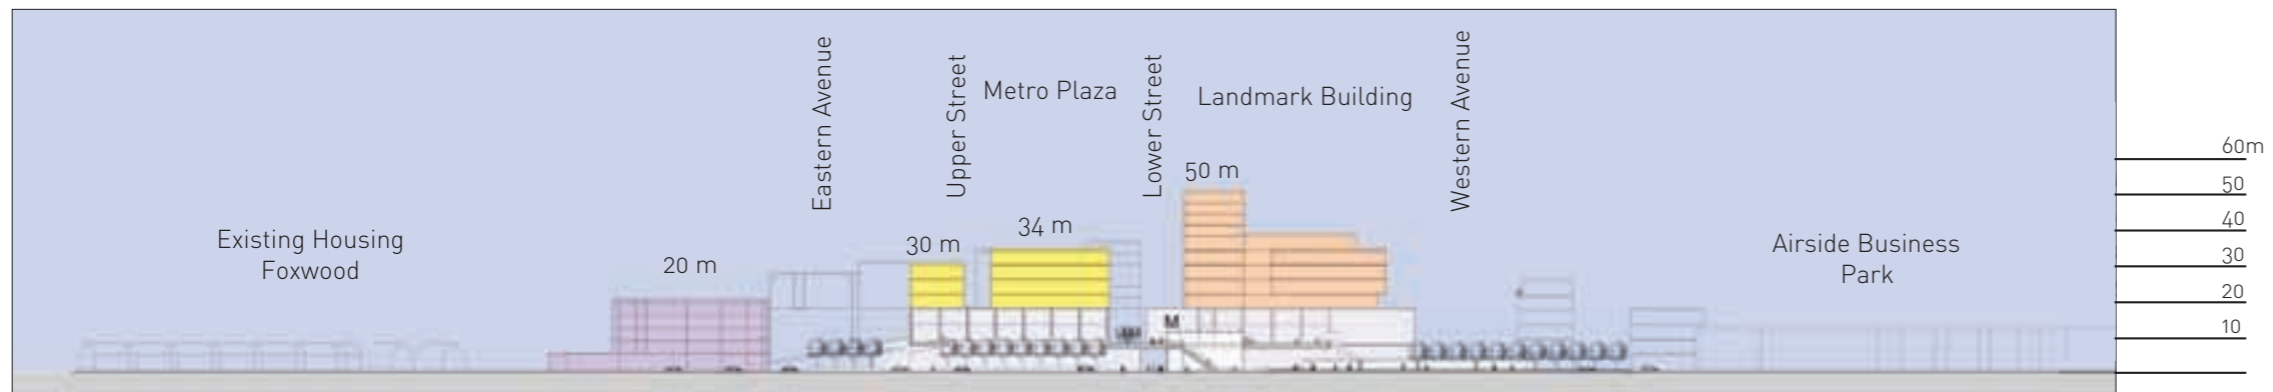 Eastern Avenue
Upper Street
Metro Plaza
Lower Street
Landmark Building
Western Avenue
Existing Housing
Foxwood
20 m
30 m
34 m
50 m
M
Airside Business
Park
60m
50
40
30
20
10